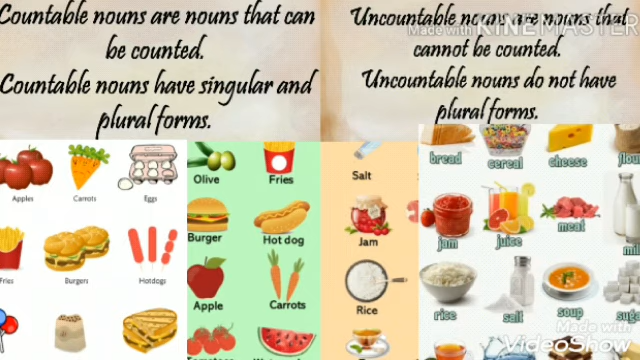 Countable nouns are nouns that can
be counted.
Countable nouns have singular and
plural forms.
Uncountable nouns are nouns that
cannot be counted.
Uncountable nouns do not have
plural forms.
Made with KINEMASTER
Apples
Carrots
Eggs
Fries
Burgers
Hotdogs
Olive
Fries
Burger
Hot dog
Apple
Carrots
Salt
Jam
Rice
bread
cereal
cheese
flou
jam
juice
meat
mil
rice
salt
soup
suga
Made with
VideoShow